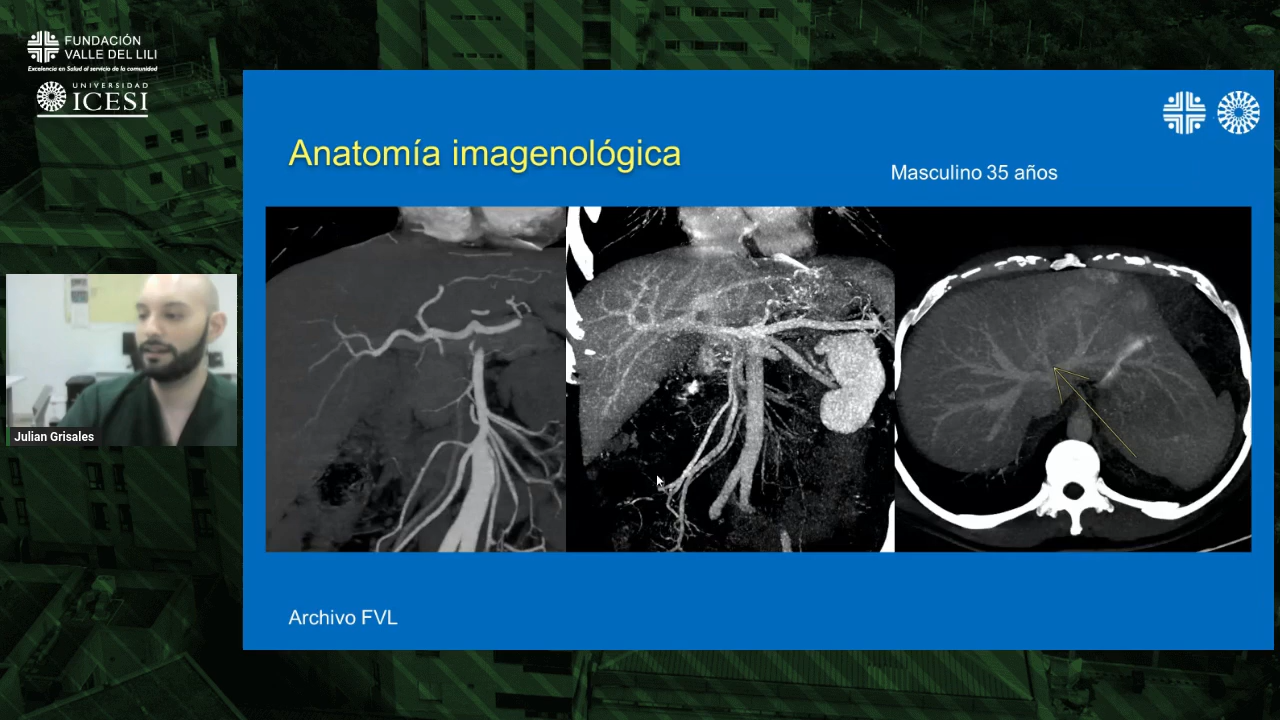 FUNDACIÓN
VALLE DEL LILI
Excelencia en Salud al servicio de la comunidad
UNIVERSIDAD
ICESI
Anatomía imagenológica
Masculino 35 años
Julian Grisales
Archivo FVL